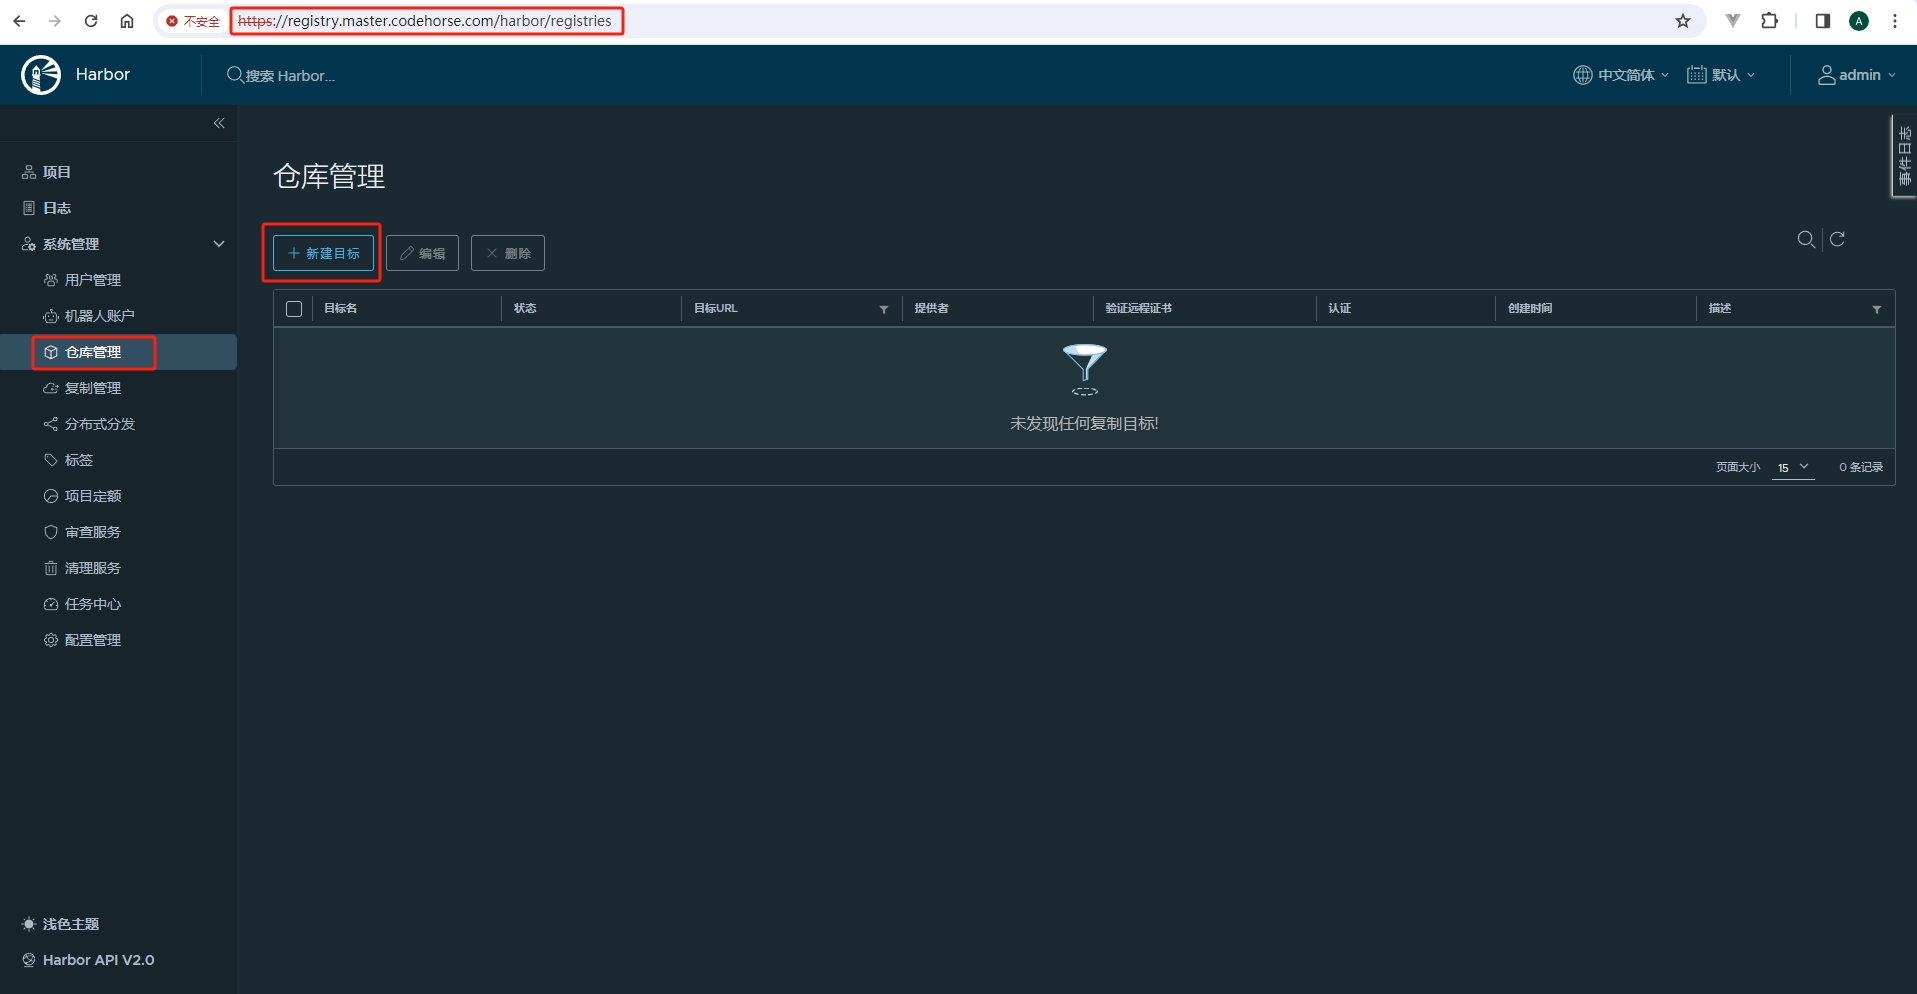 不安全 https://registry.master.codehorse.com/harbor/registries
A
Harbor
搜索 Harbor...
中文简体
默认
admin
事件日志
项目
日志
系统管理
用户管理
机器人账户
仓库管理
复制管理
分布式分发
标签
项目定额
审查服务
清理服务
任务中心
配置管理
浅色主题
Harbor API V2.0
仓库管理
新建目标 编辑 删除
目标名 状态 目标URL 提供者 验证远程证书 认证 创建时间 描述
未发现任何复制目标!
页面大小 15 0 条记录